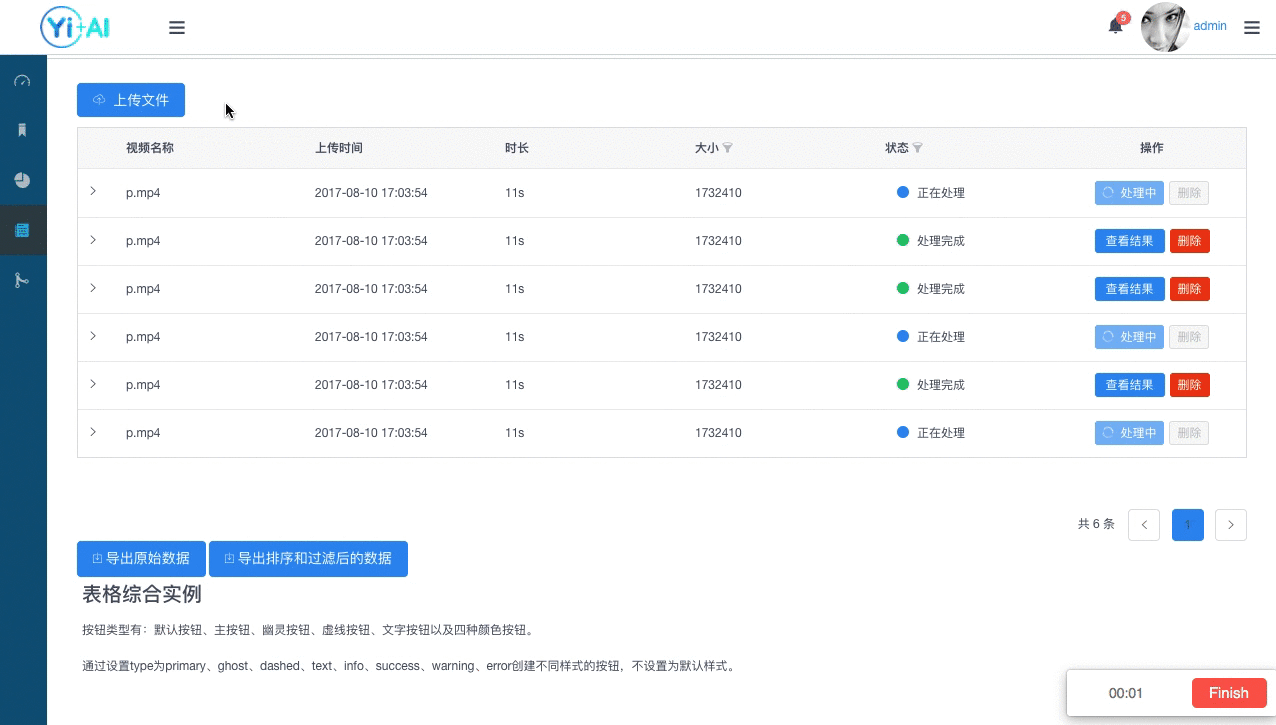 Yi+AI
5
admin
上传文件
视频名称 上传时间 时长 大小 状态 操作
p.mp4 2017-08-10 17:03:54 11s 1732410 正在处理 处理中 删除
p.mp4 2017-08-10 17:03:54 11s 1732410 处理完成 查看结果 删除
p.mp4 2017-08-10 17:03:54 11s 1732410 处理完成 查看结果 删除
p.mp4 2017-08-10 17:03:54 11s 1732410 正在处理 处理中 删除
p.mp4 2017-08-10 17:03:54 11s 1732410 处理完成 查看结果 删除
p.mp4 2017-08-10 17:03:54 11s 1732410 正在处理 处理中 删除
共 6 条 1
导出原始数据 导出排序和过滤后的数据
表格综合实例
按钮类型有：默认按钮、主按钮、幽灵按钮、虚线按钮、文字按钮以及四种颜色按钮。
通过设置type为primary、ghost、dashed、text、info、success、warning、error创建不同样式的按钮，不设置为默认样式。
00:01 Finish